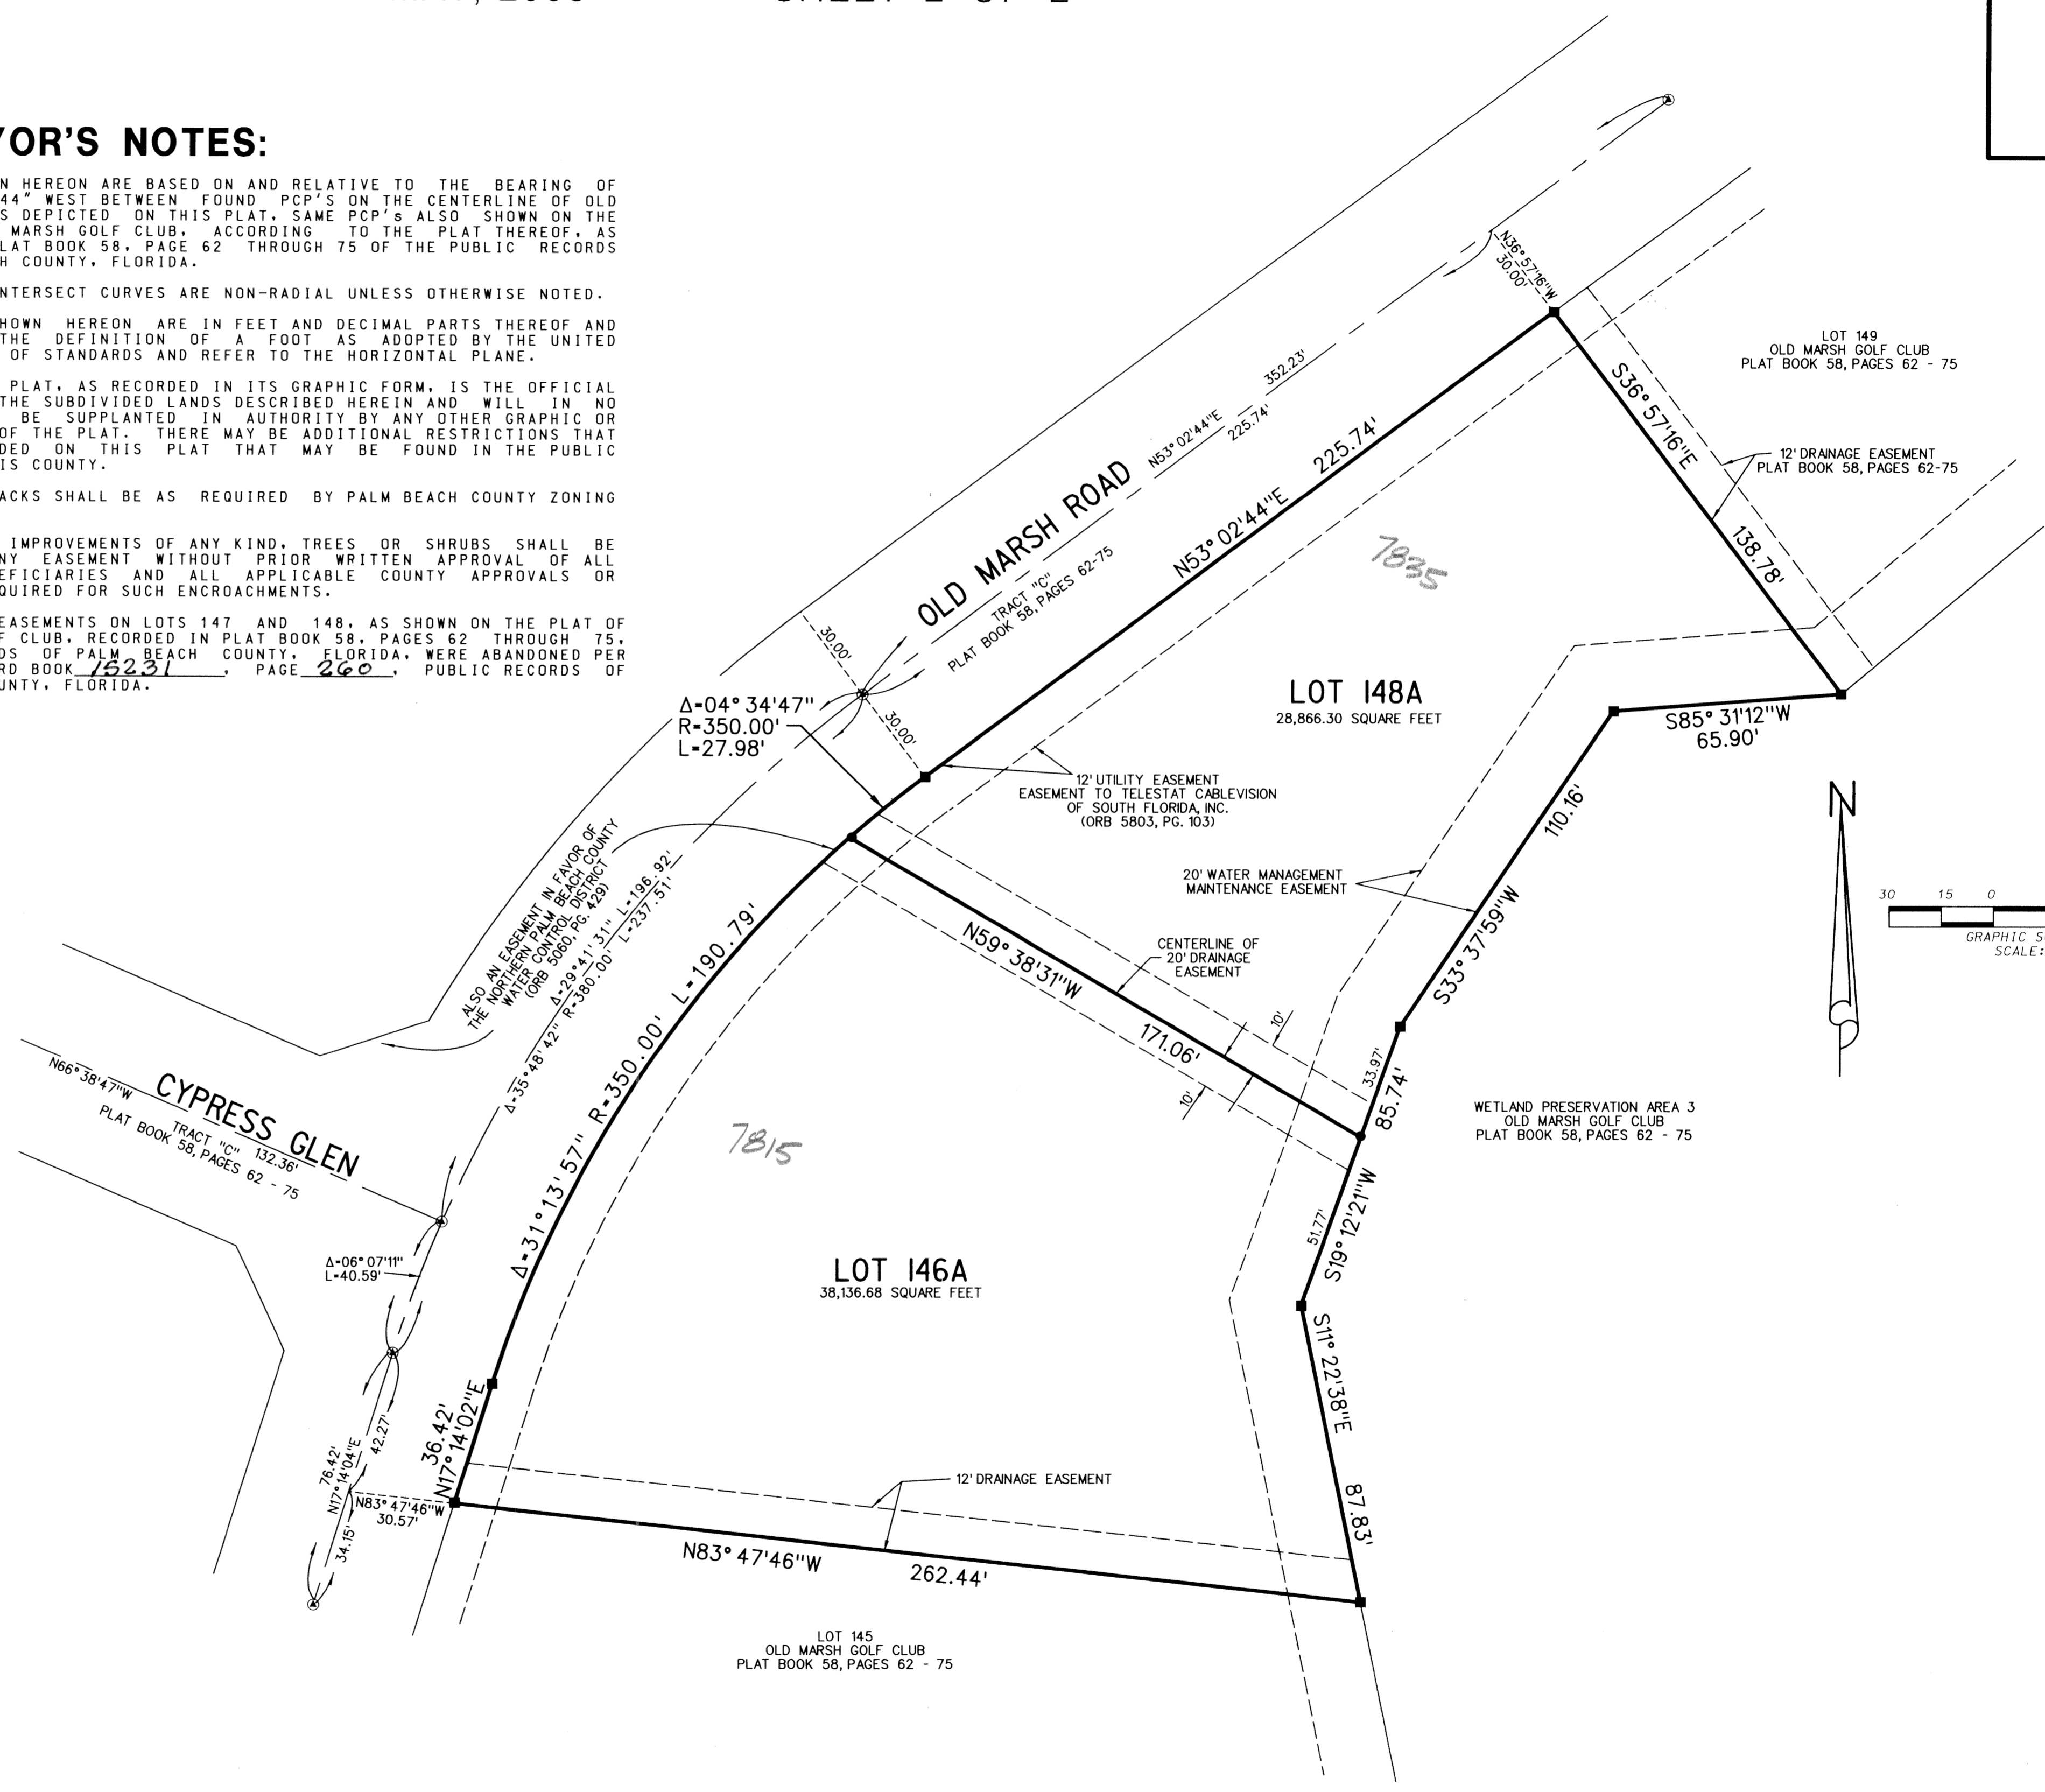 YOR'S NOTES:
N HEREON ARE BASED ON AND RELATIVE TO THE BEARING OF
44" WEST BETWEEN FOUND PCP'S ON THE CENTERLINE OF OLD
S DEPICTED ON THIS PLAT. SAME PCP's ALSO SHOWN ON THE
MARSH GOLF CLUB, ACCORDING TO THE PLAT THEREOF, AS
LAT BOOK 58, PAGE 62 THROUGH 75 OF THE PUBLIC RECORDS
H COUNTY, FLORIDA.
NTERSECT CURVES ARE NON-RADIAL UNLESS OTHERWISE NOTED.
HOWN HEREON ARE IN FEET AND DECIMAL PARTS THEREOF AND
THE DEFINITION OF A FOOT AS ADOPTED BY THE UNITED
OF STANDARDS AND REFER TO THE HORIZONTAL PLANE.
PLAT, AS RECORDED IN ITS GRAPHIC FORM, IS THE OFFICIAL
THE SUBDIVIDED LANDS DESCRIBED HEREIN AND WILL IN NO
BE SUPPLANTED IN AUTHORITY BY ANY OTHER GRAPHIC OR
OF THE PLAT. THERE MAY BE ADDITIONAL RESTRICTIONS THAT
DED ON THIS PLAT THAT MAY BE FOUND IN THE PUBLIC
IS COUNTY.
ACKS SHALL BE AS REQUIRED BY PALM BEACH COUNTY ZONING
IMPROVEMENTS OF ANY KIND, TREES OR SHRUBS SHALL BE
NY EASEMENT WITHOUT PRIOR WRITTEN APPROVAL OF ALL
EFICIARIES AND ALL APPLICABLE COUNTY APPROVALS OR
QUIRED FOR SUCH ENCROACHMENTS.
EASEMENTS ON LOTS 147 AND 148, AS SHOWN ON THE PLAT OF
F CLUB, RECORDED IN PLAT BOOK 58, PAGES 62 THROUGH 75,
DS OF PALM BEACH COUNTY, FLORIDA, WERE ABANDONED PER
RD BOOK 15231, PAGE 260, PUBLIC RECORDS OF
UNTY, FLORIDA.
N36°57'16"W
30.00'
LOT 149
OLD MARSH GOLF CLUB
PLAT BOOK 58, PAGES 62 - 75
S36°57'16"E
138.78'
12' DRAINAGE EASEMENT
PLAT BOOK 58, PAGES 62-75
352.23'
N53°02'44"E
225.74'
OLD MARSH ROAD
TRACT "C"
PLAT BOOK 58, PAGES 62-75
N53°02'44"E
225.74'
7835
30.00'
30.00'
Δ=04°34'47"
R=350.00'
L=27.98'
LOT 148A
28,866.30 SQUARE FEET
S85°31'12"W
65.90'
12' UTILITY EASEMENT
EASEMENT TO TELESTAT CABLEVISION
OF SOUTH FLORIDA, INC.
(ORB 5803, PG. 103)
110.16'
S33°37'59"W
20' WATER MANAGEMENT
MAINTENANCE EASEMENT
N
30 15 0
GRAPHIC S
SCALE:
ALSO AN EASEMENT IN FAVOR OF
THE NORTHERN PALM BEACH COUNTY
WATER CONTROL DISTRICT
(ORB 5060, PG. 429)
Δ=29°41'31" L=196.92'
Δ=35°48'42" R=380.00' L=237.51'
Δ=31°13'57" R=350.00' L=190.79'
N59°38'31"W
171.06'
CENTERLINE OF
20' DRAINAGE
EASEMENT
10'
10'
33.97'
85.74'
WETLAND PRESERVATION AREA 3
OLD MARSH GOLF CLUB
PLAT BOOK 58, PAGES 62 - 75
N66°38'47"W
CYPRESS GLEN
TRACT "C" 132.36'
PLAT BOOK 58, PAGES 62 - 75
7815
51.77'
S19°12'21"W
Δ=06°07'11"
L=40.59'
LOT 146A
38,136.68 SQUARE FEET
S11°22'38"E
87.83'
36.42'
N17°14'02"E
76.42'
N17°14'04"E
42.27'
34.15'
N83°47'46"W
30.57'
12' DRAINAGE EASEMENT
N83°47'46"W
262.44'
LOT 145
OLD MARSH GOLF CLUB
PLAT BOOK 58, PAGES 62 - 75